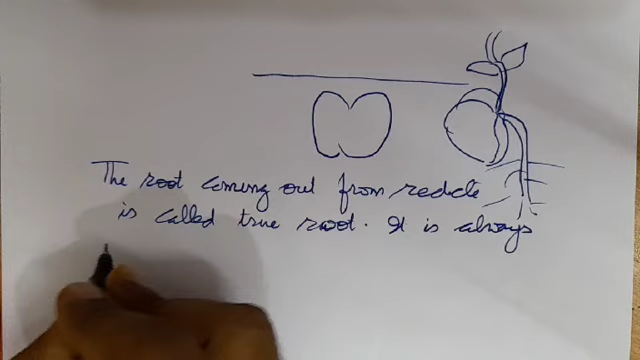 The root coming out from redicle
is called true root. It is always